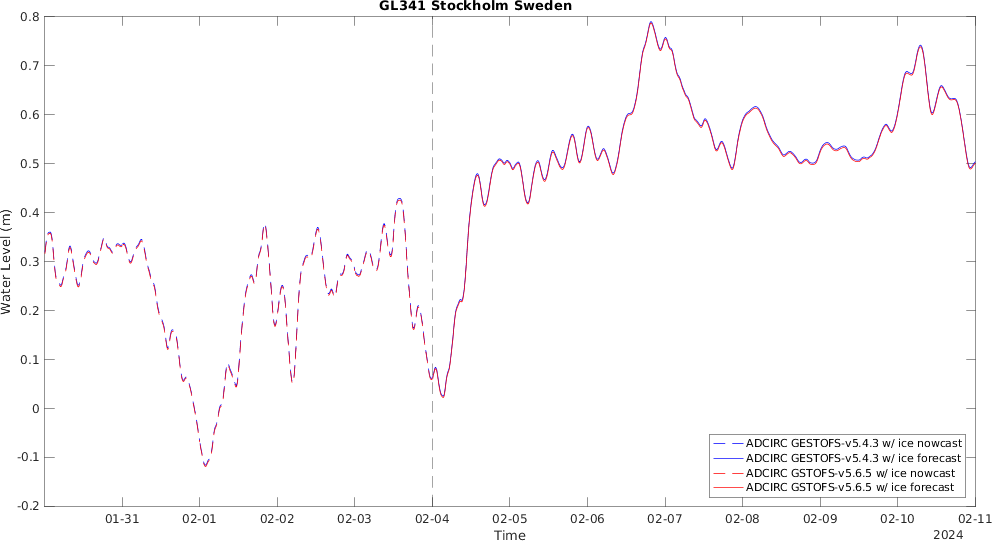 GL341 Stockholm Sweden
Water Level (m)
0.8
0.7
0.6
0.5
0.4
0.3
0.2
0.1
0
-0.1
-0.2
ADCIRC GESTOFS-v5.4.3 w/ ice nowcast
ADCIRC GESTOFS-v5.4.3 w/ ice forecast
ADCIRC GSTOFS-v5.6.5 w/ ice nowcast
ADCIRC GSTOFS-v5.6.5 w/ ice forecast
01-31 02-01 02-02 02-03 02-04 02-05 02-06 02-07 02-08 02-09 02-10 02-11
Time
2024